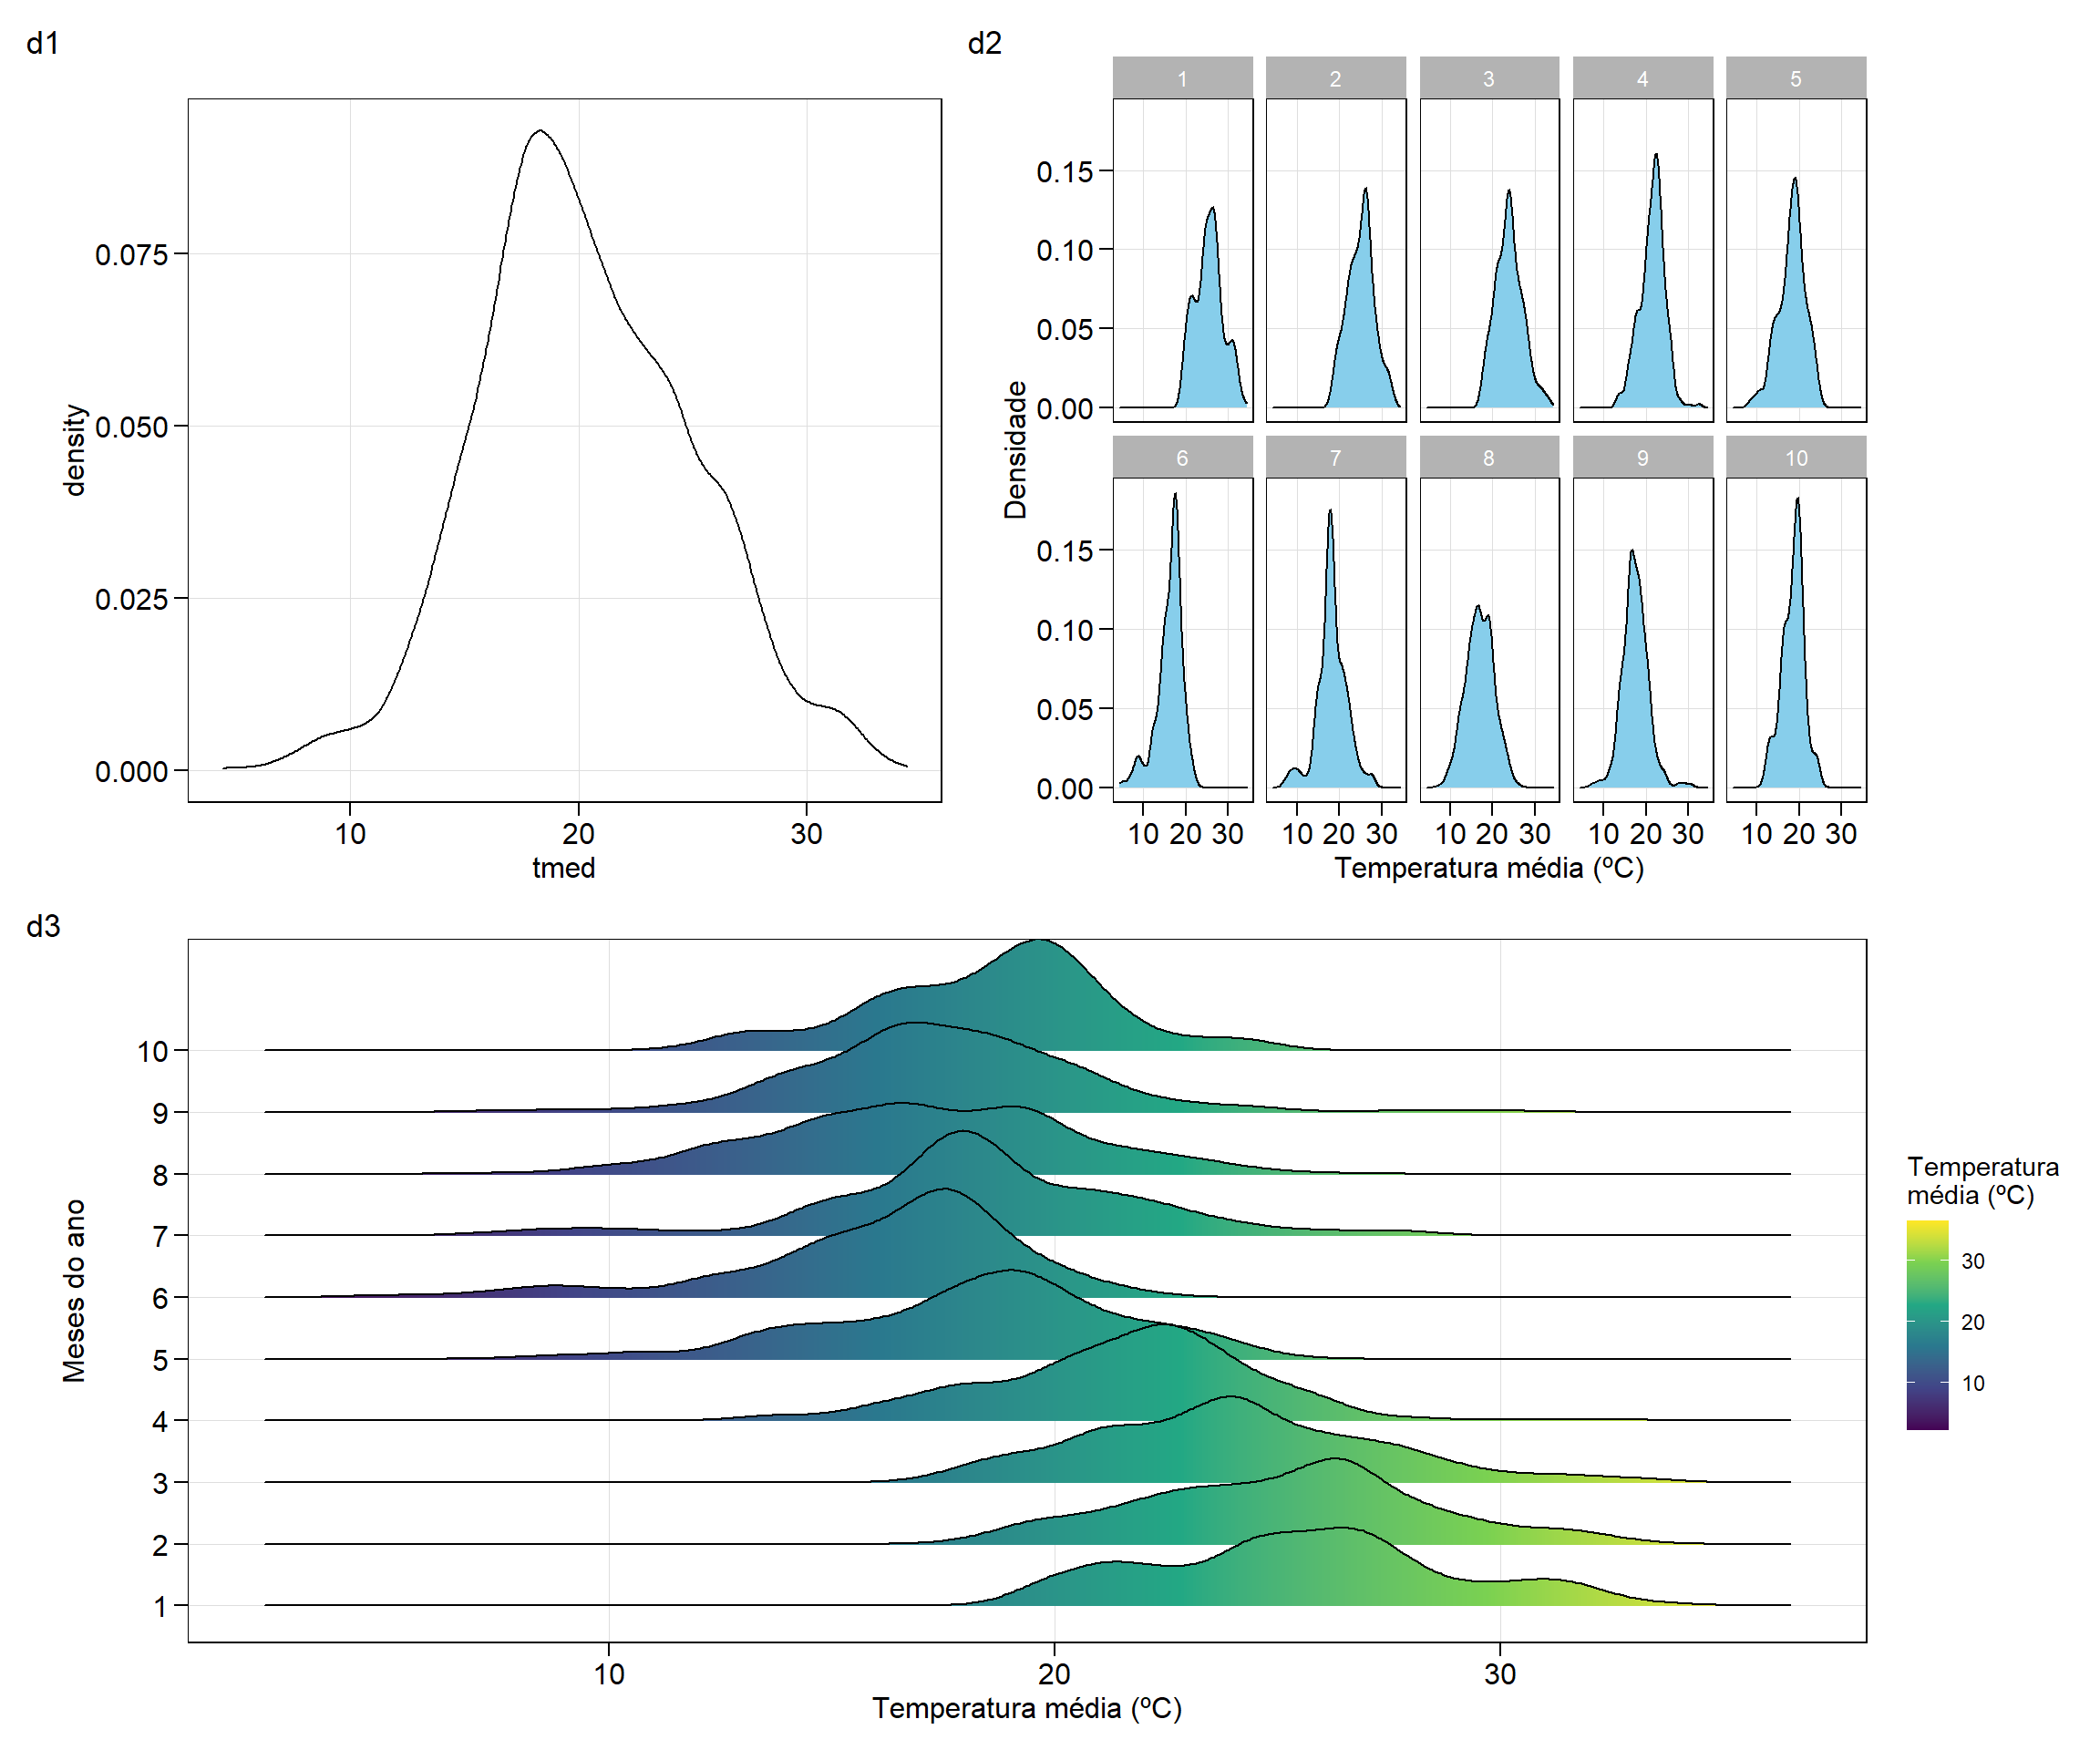 d1
density
0.075
0.050
0.025
0.000
10 20 30
tmed
d2
1 2 3 4 5
Densidade
0.15
0.10
0.05
0.00
6 7 8 9 10
0.15
0.10
0.05
0.00
10 20 30 10 20 30 10 20 30 10 20 30 10 20 30
Temperatura média (ºC)
d3
Meses do ano
10
9
8
7
6
5
4
3
2
1
10 20 30
Temperatura média (ºC)
Temperatura
média (ºC)
30
20
10